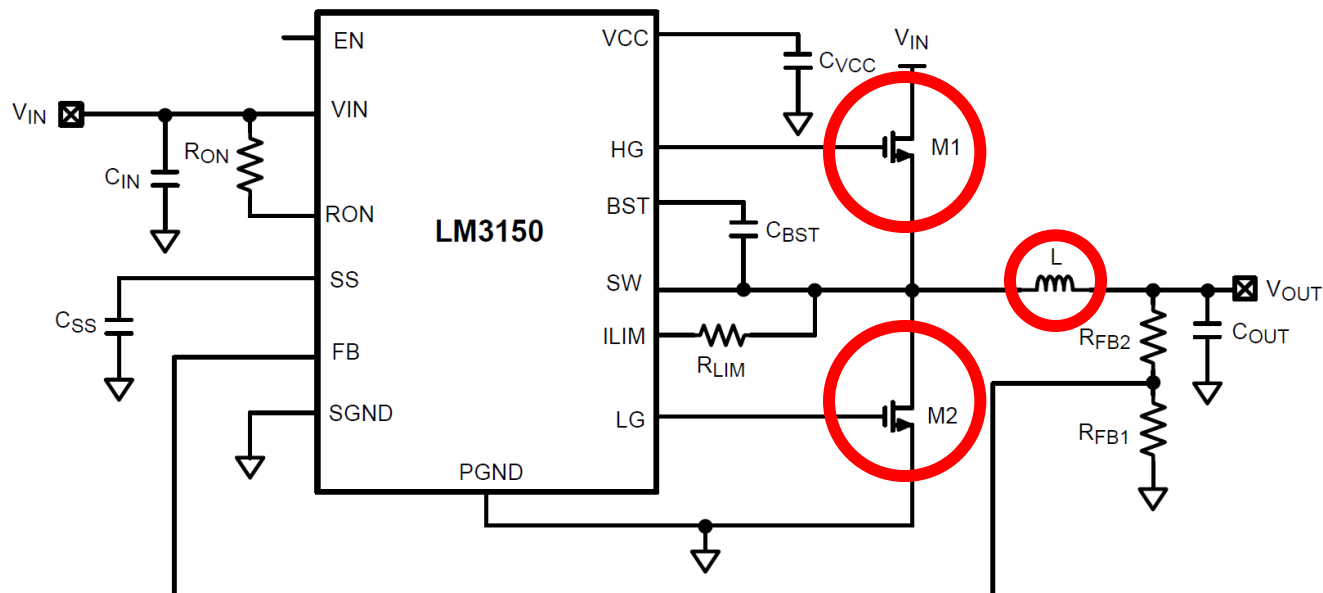 EN
VCC
VIN
CVCC
VIN
VIN
RON
HG
M1
CIN
BST
RON
LM3150
CBST
SS
SW
L
VOUT
CSS
ILIM
RFB2
COUT
FB
RLIM
SGND
LG
M2
RFB1
PGND